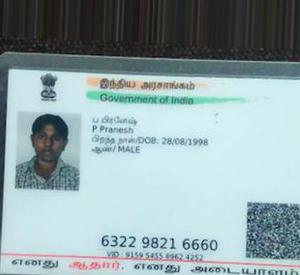 இந்திய அரசாங்கம்
Government of India
ப பிரனேஷ்
P Pranesh
பிறந்த நாள்/DOB: 28/08/1998
ஆண்/ MALE
6322 9821 6660
VID : 9159 5455 8962 4252
எனது ஆதார், எனது அடையாளம்